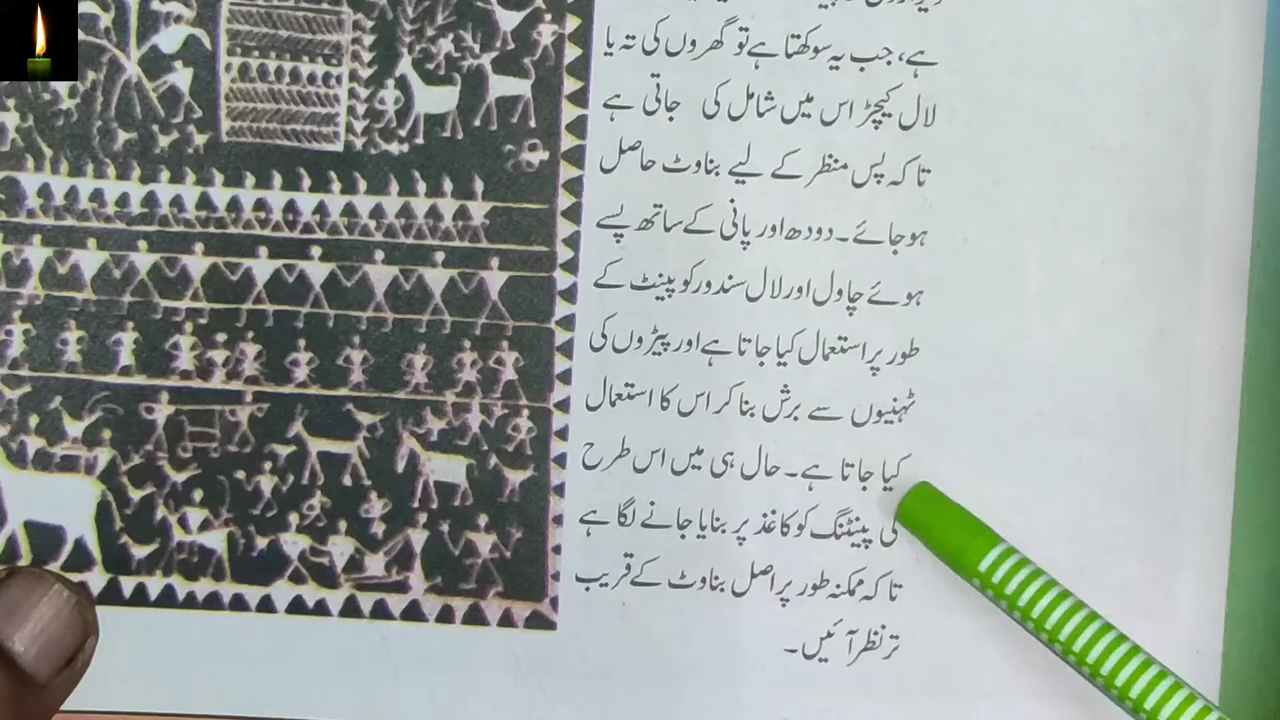 ہے، جب یہ سوکھتا ہے تو گھروں کی تہ یا
لال کیچڑ اس میں شامل کی جاتی ہے
تاکہ پس منظر کے لیے بناوٹ حاصل
ہوجائے۔ دودھ اور پانی کے ساتھ پسے
ہوئے چاول اور لال سندور کو پینٹ کے
طور پر استعمال کیا جاتا ہے اور پیڑوں کی
ٹہنیوں سے برش بنا کر اس کا استعمال
کیا جاتا ہے۔ حال ہی میں اس طرح
کی پینٹنگ کو کاغذ پر بنایا جانے لگا ہے
تاکہ ممکنہ طور پر اصل بناوٹ کے قریب
تر نظر آئیں۔